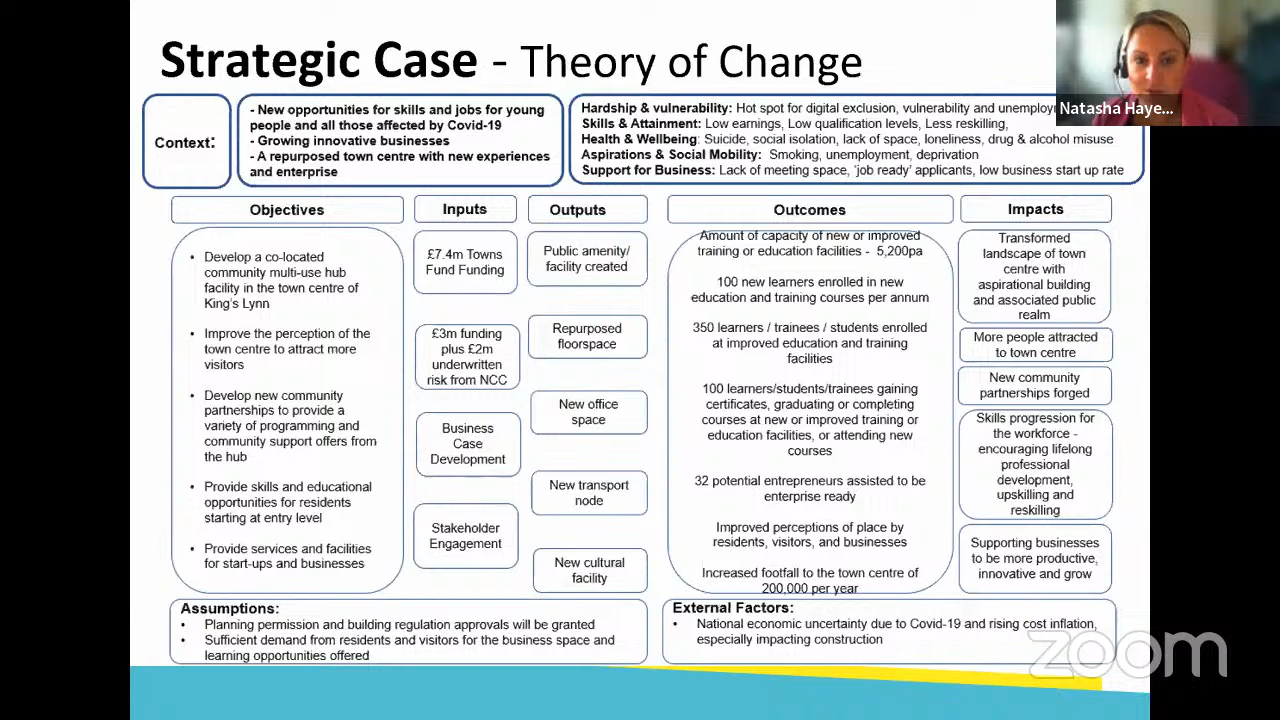 Strategic Case - Theory of Change
Natasha Haye...
Context:
- New opportunities for skills and jobs for young
people and all those affected by Covid-19
- Growing innovative businesses
- A repurposed town centre with new experiences
and enterprise
Hardship & vulnerability: Hot spot for digital exclusion, vulnerability and
Skills & Attainment: Low earnings, Low qualification levels, Less reskilling,
Health & Wellbeing: Suicide, social isolation, lack of space, loneliness, drug & alcohol misuse
Aspirations & Social Mobility: Smoking, unemployment, deprivation
Support for Business: Lack of meeting space, 'job ready' applicants, low business start up rate
Objectives
• Develop a co-located
community multi-use hub
facility in the town centre of
King's Lynn
• Improve the perception of the
town centre to attract more
visitors
• Develop new community
partnerships to provide a
variety of programming and
community support offers from
the hub
• Provide skills and educational
opportunities for residents
starting at entry level
• Provide services and facilities
for start-ups and businesses
Inputs
£7.4m Towns
Fund Funding
£3m funding
plus £2m
underwritten
risk from NCC
Business
Case
Development
Stakeholder
Engagement
Outputs
Public amenity/
facility created
Repurposed
floorspace
New office
space
New transport
node
New cultural
facility
Outcomes
Amount of capacity of new or improved
training or education facilities - 5,200pa
100 new learners enrolled in new
education and training courses per annum
350 learners / trainees / students enrolled
at improved education and training
facilities
100 learners/students/trainees gaining
certificates, graduating or completing
courses at new or improved training or
education facilities, or attending new
courses
32 potential entrepreneurs assisted to be
enterprise ready
Improved perceptions of place by
residents, visitors, and businesses
Increased footfall to the town centre of
200,000 per year
Impacts
Transformed
landscape of town
centre with
aspirational building
and associated public
realm
More people attracted
to town centre
New community
partnerships forged
Skills progression for
the workforce -
encouraging lifelong
professional
development,
upskilling and
reskilling
Supporting businesses
to be more productive,
innovative and grow
Assumptions:
• Planning permission and building regulation approvals will be granted
• Sufficient demand from residents and visitors for the business space and
learning opportunities offered
External Factors:
• National economic uncertainty due to Covid-19 and rising cost inflation,
especially impacting construction
zoom